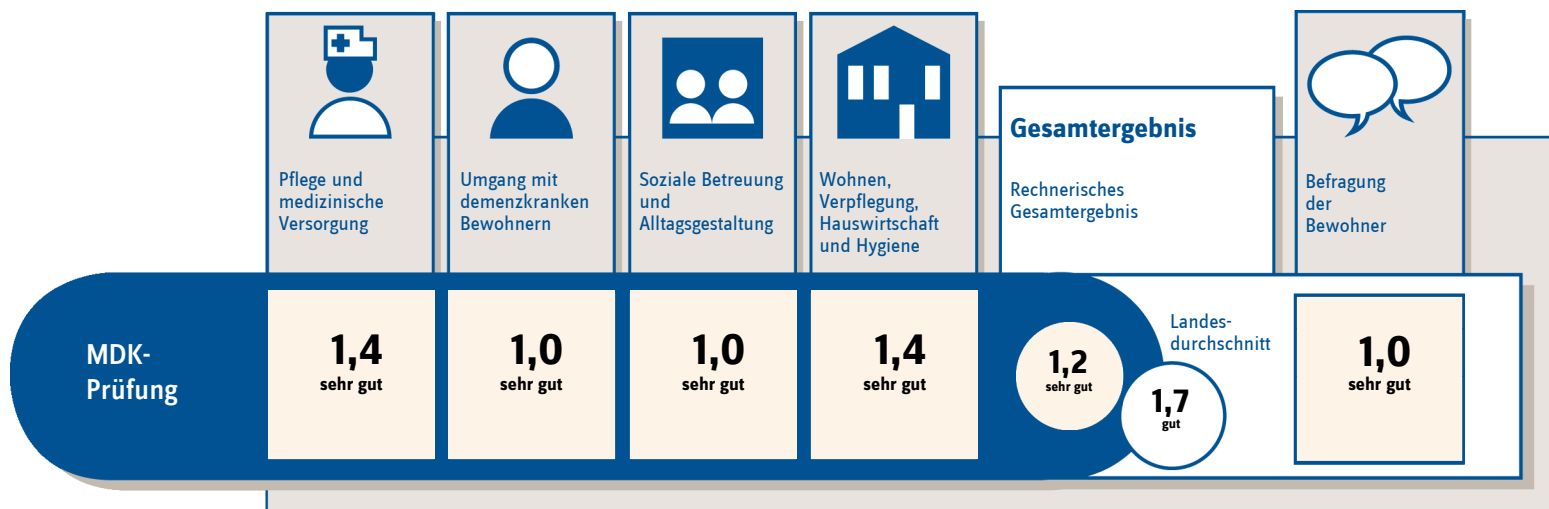 Pflege und
medizinische
Versorgung
Umgang mit
demenzkranken
Bewohnern
Soziale Betreuung
und
Alltagsgestaltung
Wohnen,
Verpflegung,
Hauswirtschaft
und Hygiene
Gesamtergebnis
Rechnerisches
Gesamtergebnis
Befragung
der
Bewohner
MDK-
Prüfung
1,4
sehr gut
1,0
sehr gut
1,0
sehr gut
1,4
sehr gut
1,2
sehr gut
Landes-
durchschnitt
1,7
gut
1,0
sehr gut